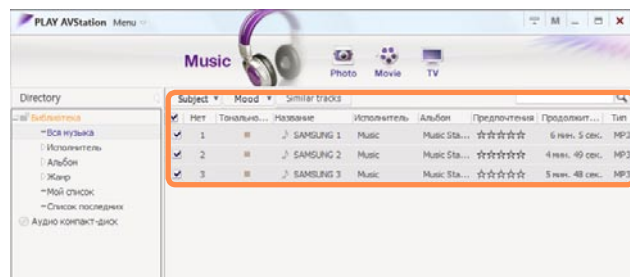 PLAY AVStation Menu
M
Music
Photo Movie TV
Directory
Subject Mood Similar tracks
Библиотека
Вся музыка
Исполнитель
Альбом
Жанр
Мой список
Список последних
Аудио компакт-диск
Нет Тонально... Название Исполнитель Альбом Предпочтения Продолжит... Тип
1 SAMSUNG 1 Music Music Sta... ☆☆☆☆☆ 6 мин. 5 сек. MP3
2 SAMSUNG 2 Music Music Sta... ☆☆☆☆☆ 4 мин. 49 сек. MP3
3 SAMSUNG 3 Music Music Sta... ☆☆☆☆☆ 5 мин. 48 сек. MP3